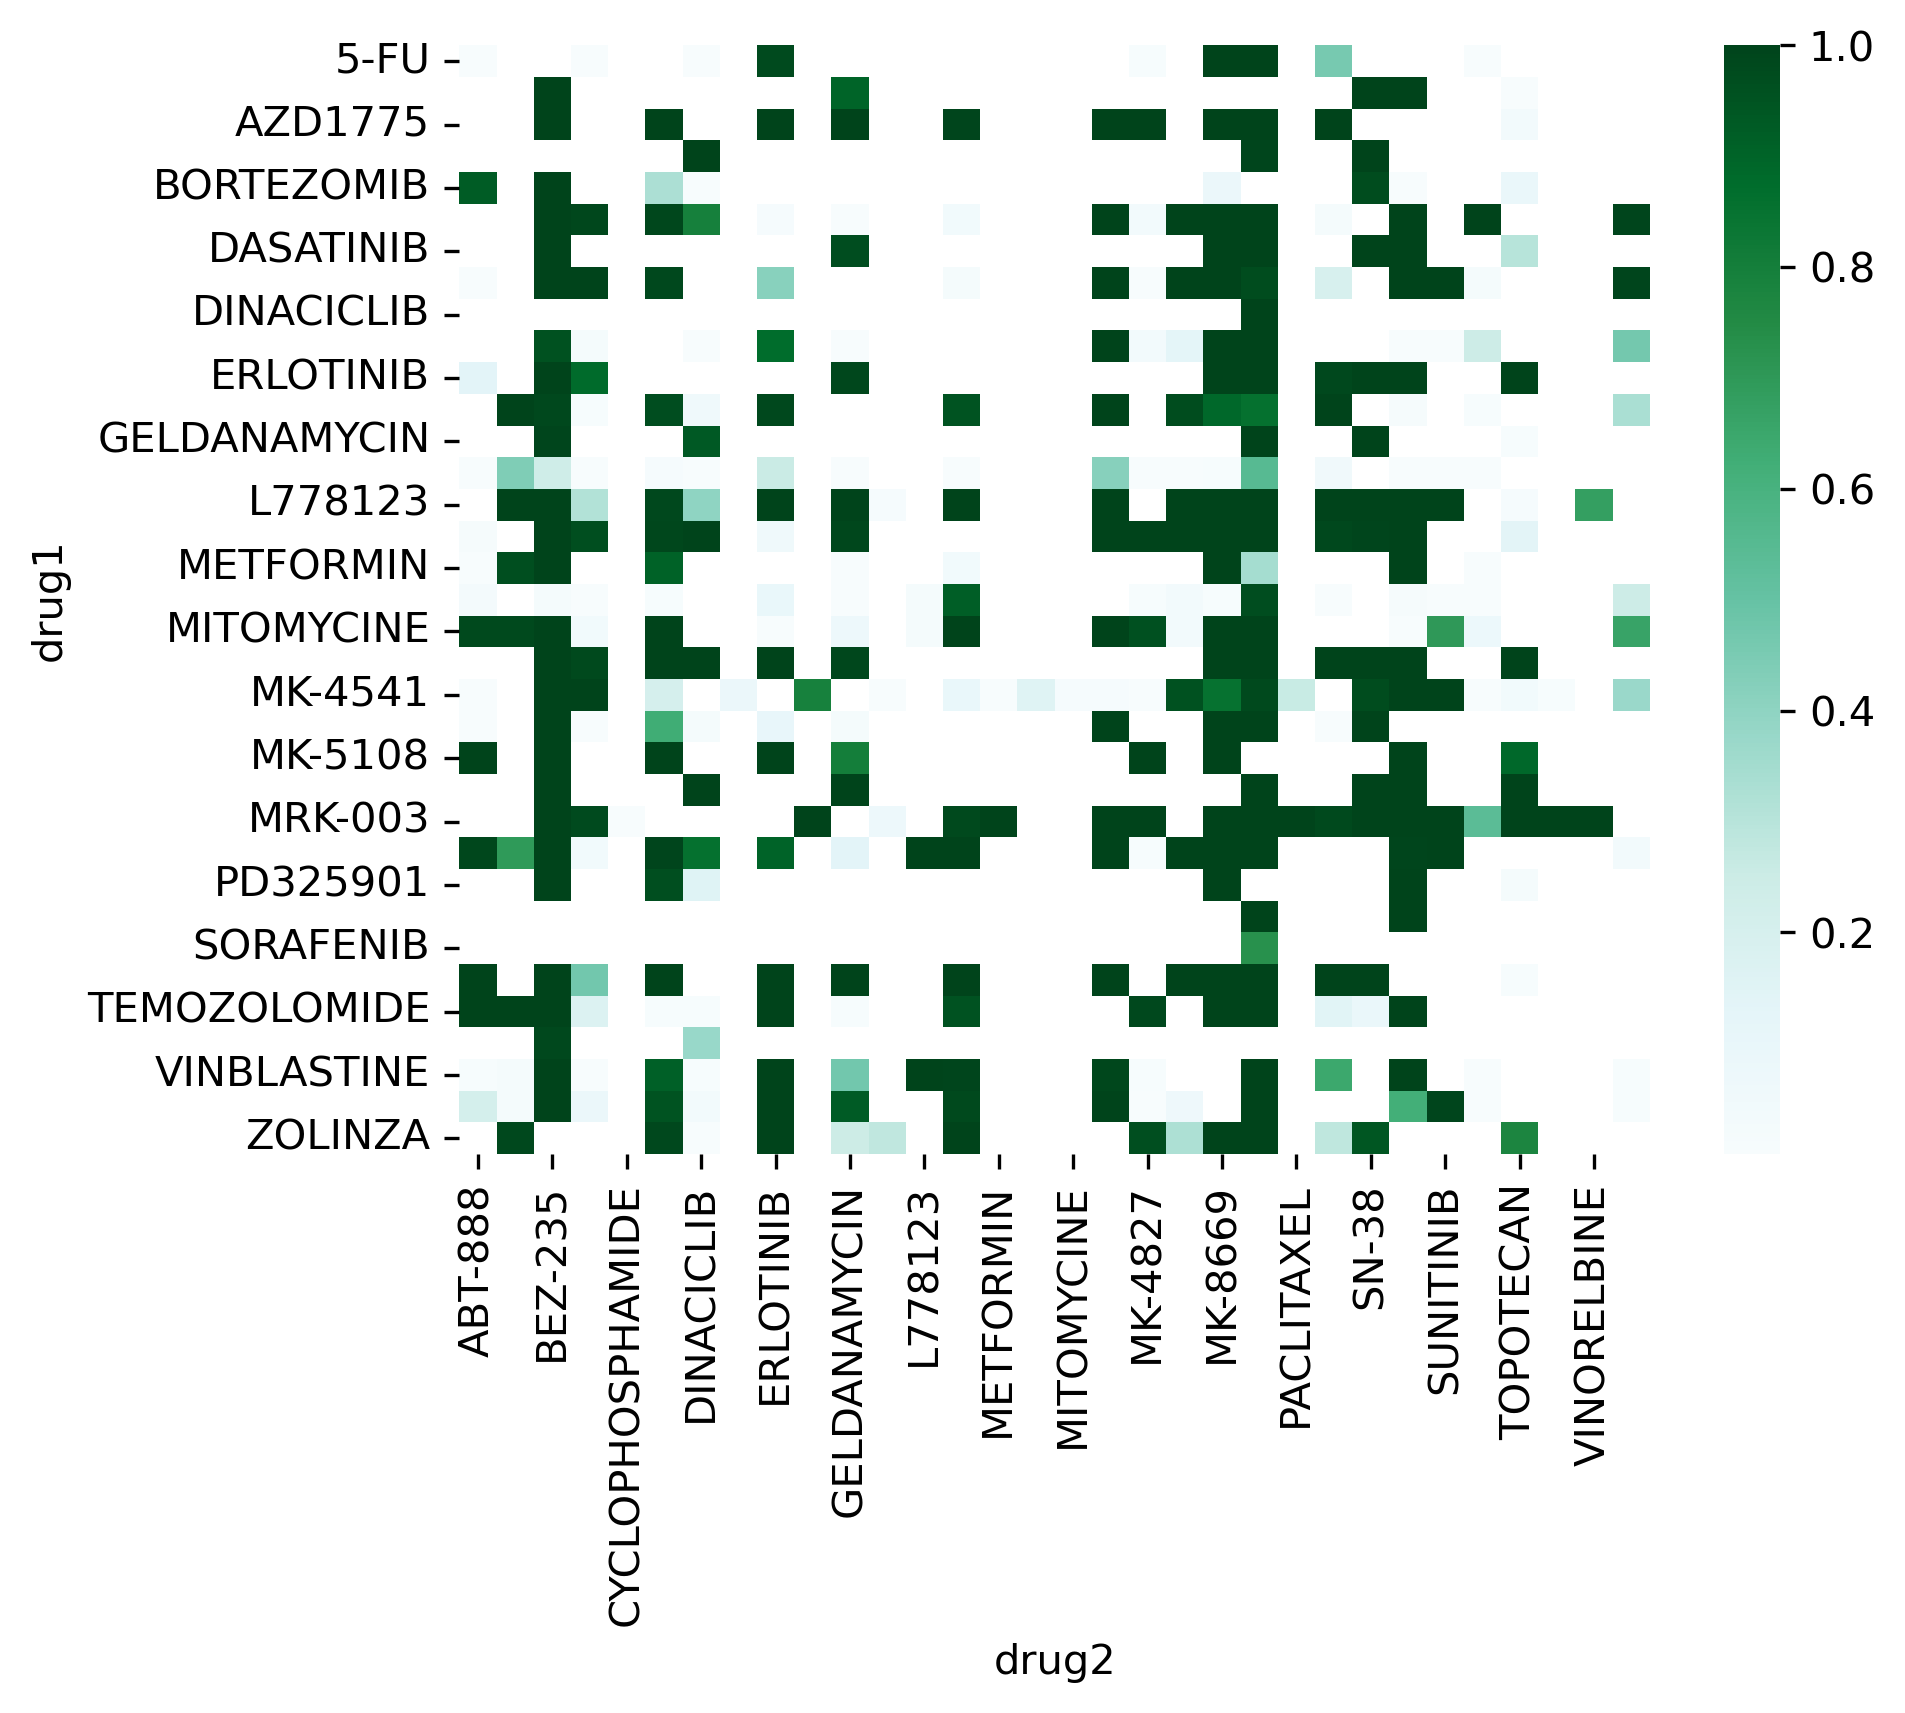 drug1
5-FU
AZD1775
BORTEZOMIB
DASATINIB
DINACICLIB
ERLOTINIB
GELDANAMYCIN
L778123
METFORMIN
MITOMYCINE
MK-4541
MK-5108
MRK-003
PD325901
SORAFENIB
TEMOZOLOMIDE
VINBLASTINE
ZOLINZA
ABT-888
BEZ-235
CYCLOPHOSPHAMIDE
DINACICLIB
ERLOTINIB
GELDANAMYCIN
L778123
METFORMIN
MITOMYCINE
MK-4827
MK-8669
PACLITAXEL
SN-38
SUNITINIB
TOPOTECAN
VINORELBINE
drug2
1.0
0.8
0.6
0.4
0.2